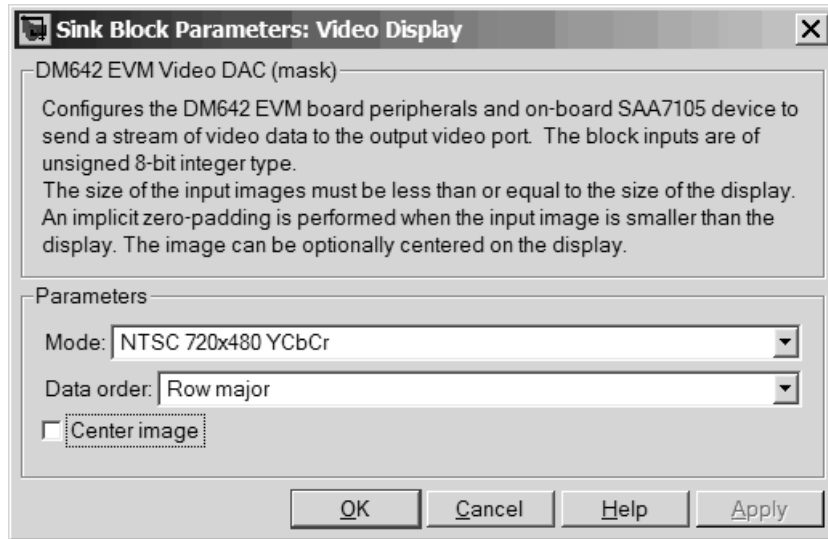 Sink Block Parameters: Video Display
DM642 EVM Video DAC (mask)
Configures the DM642 EVM board peripherals and on-board SAA7105 device to
send a stream of video data to the output video port. The block inputs are of
unsigned 8-bit integer type.
The size of the input images must be less than or equal to the size of the display.
An implicit zero-padding is performed when the input image is smaller than the
display. The image can be optionally centered on the display.
Parameters
Mode: NTSC 720x480 YCbCr
Data order: Row major
Center image
OK Cancel Help Apply